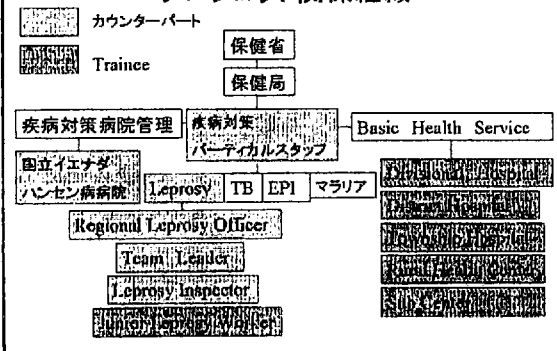 カウンターパート
Trainee
保健省
保健局
疾病対策病院管理
疾病対策
バーティカルスタッフ
Basic Health Service
国立イエナダ
ハンセン病病院
Leprosy
TB
EPI
マラリア
Divisional Hospital
District Hospital
Township Hospital
Regional Leprosy Officer
Team Leader
Rural Health
Leprosy Inspector
Sub
Junior Leprosy Worker